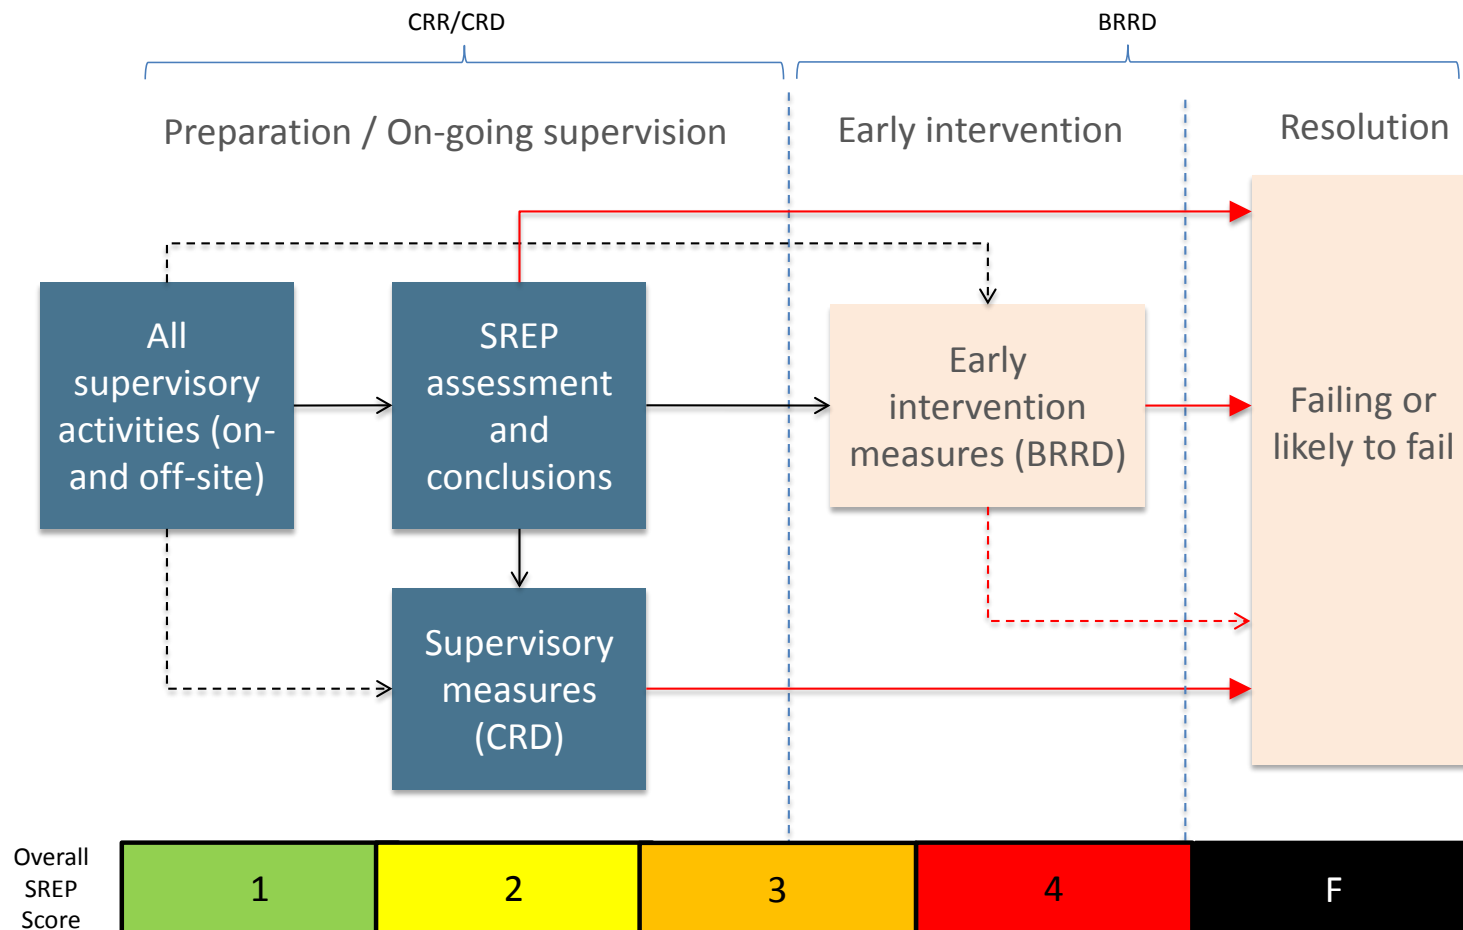 CRR/CRD
BRRD
Preparation / On-going supervision
Early intervention
Resolution
All
supervisory
activities (on-
and off-site)
SREP
assessment
and
conclusions
Early
intervention
measures (BRRD)
Failing or
likely to fail
Supervisory
measures
(CRD)
Overall
SREP
Score
1
2
3
4
F